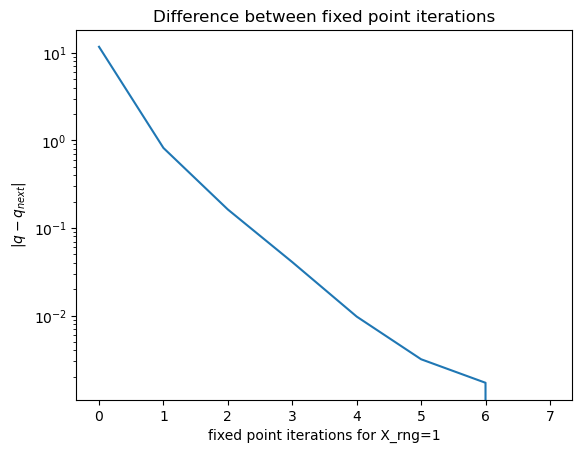 Difference between fixed point iterations
10¹
10⁰
10⁻¹
10⁻²
|q − qₙₑₓₜ|
0 1 2 3 4 5 6 7
fixed point iterations for X_rng=1